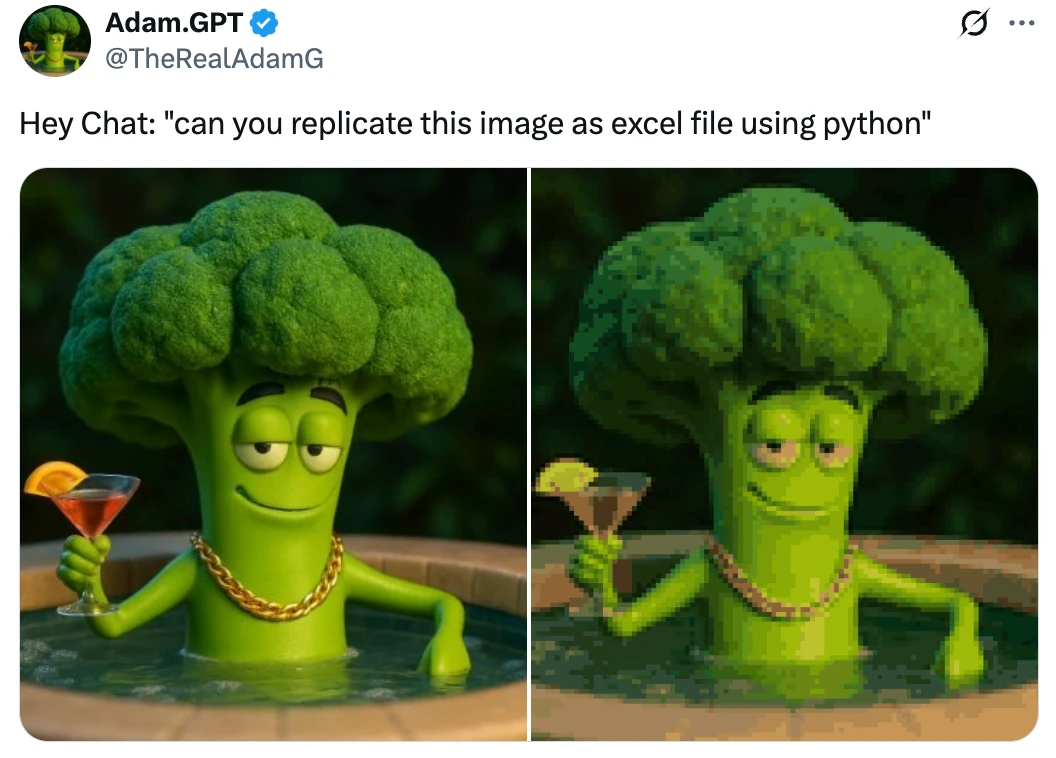 Adam.GPT
@TheRealAdamG
Hey Chat: "can you replicate this image as excel file using python"